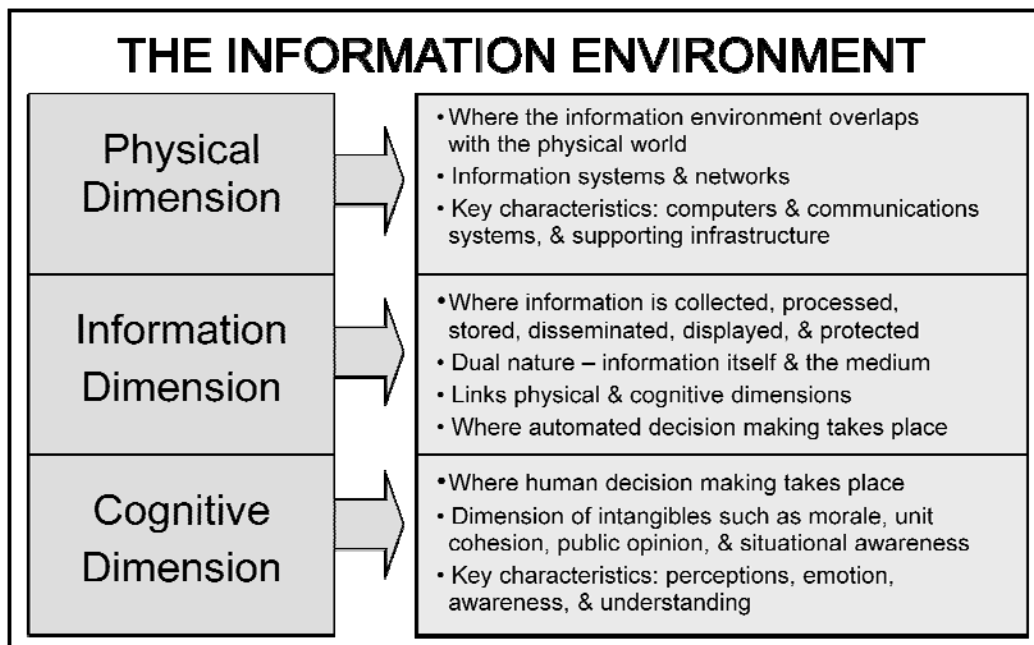 THE INFORMATION ENVIRONMENT
Physical
Dimension
• Where the information environment overlaps
with the physical world
• Information systems & networks
• Key characteristics: computers & communications
systems, & supporting infrastructure
Information
Dimension
• Where information is collected, processed,
stored, disseminated, displayed, & protected
• Dual nature – information itself & the medium
• Links physical & cognitive dimensions
• Where automated decision making takes place
Cognitive
Dimension
• Where human decision making takes place
• Dimension of intangibles such as morale, unit
cohesion, public opinion, & situational awareness
• Key characteristics: perceptions, emotion,
awareness, & understanding